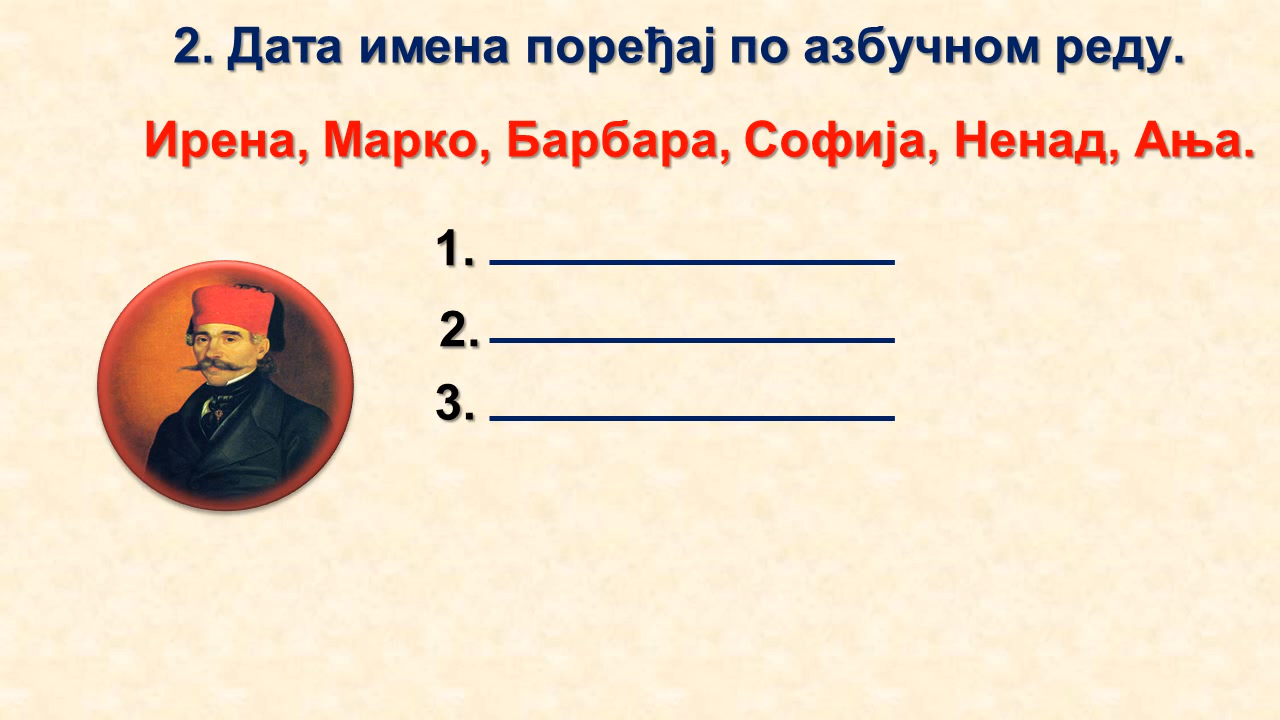 2. Дата имена поређај по азбучном реду.
Ирена, Марко, Барбара, Софија, Ненад, Ања.
1.
2.
3.